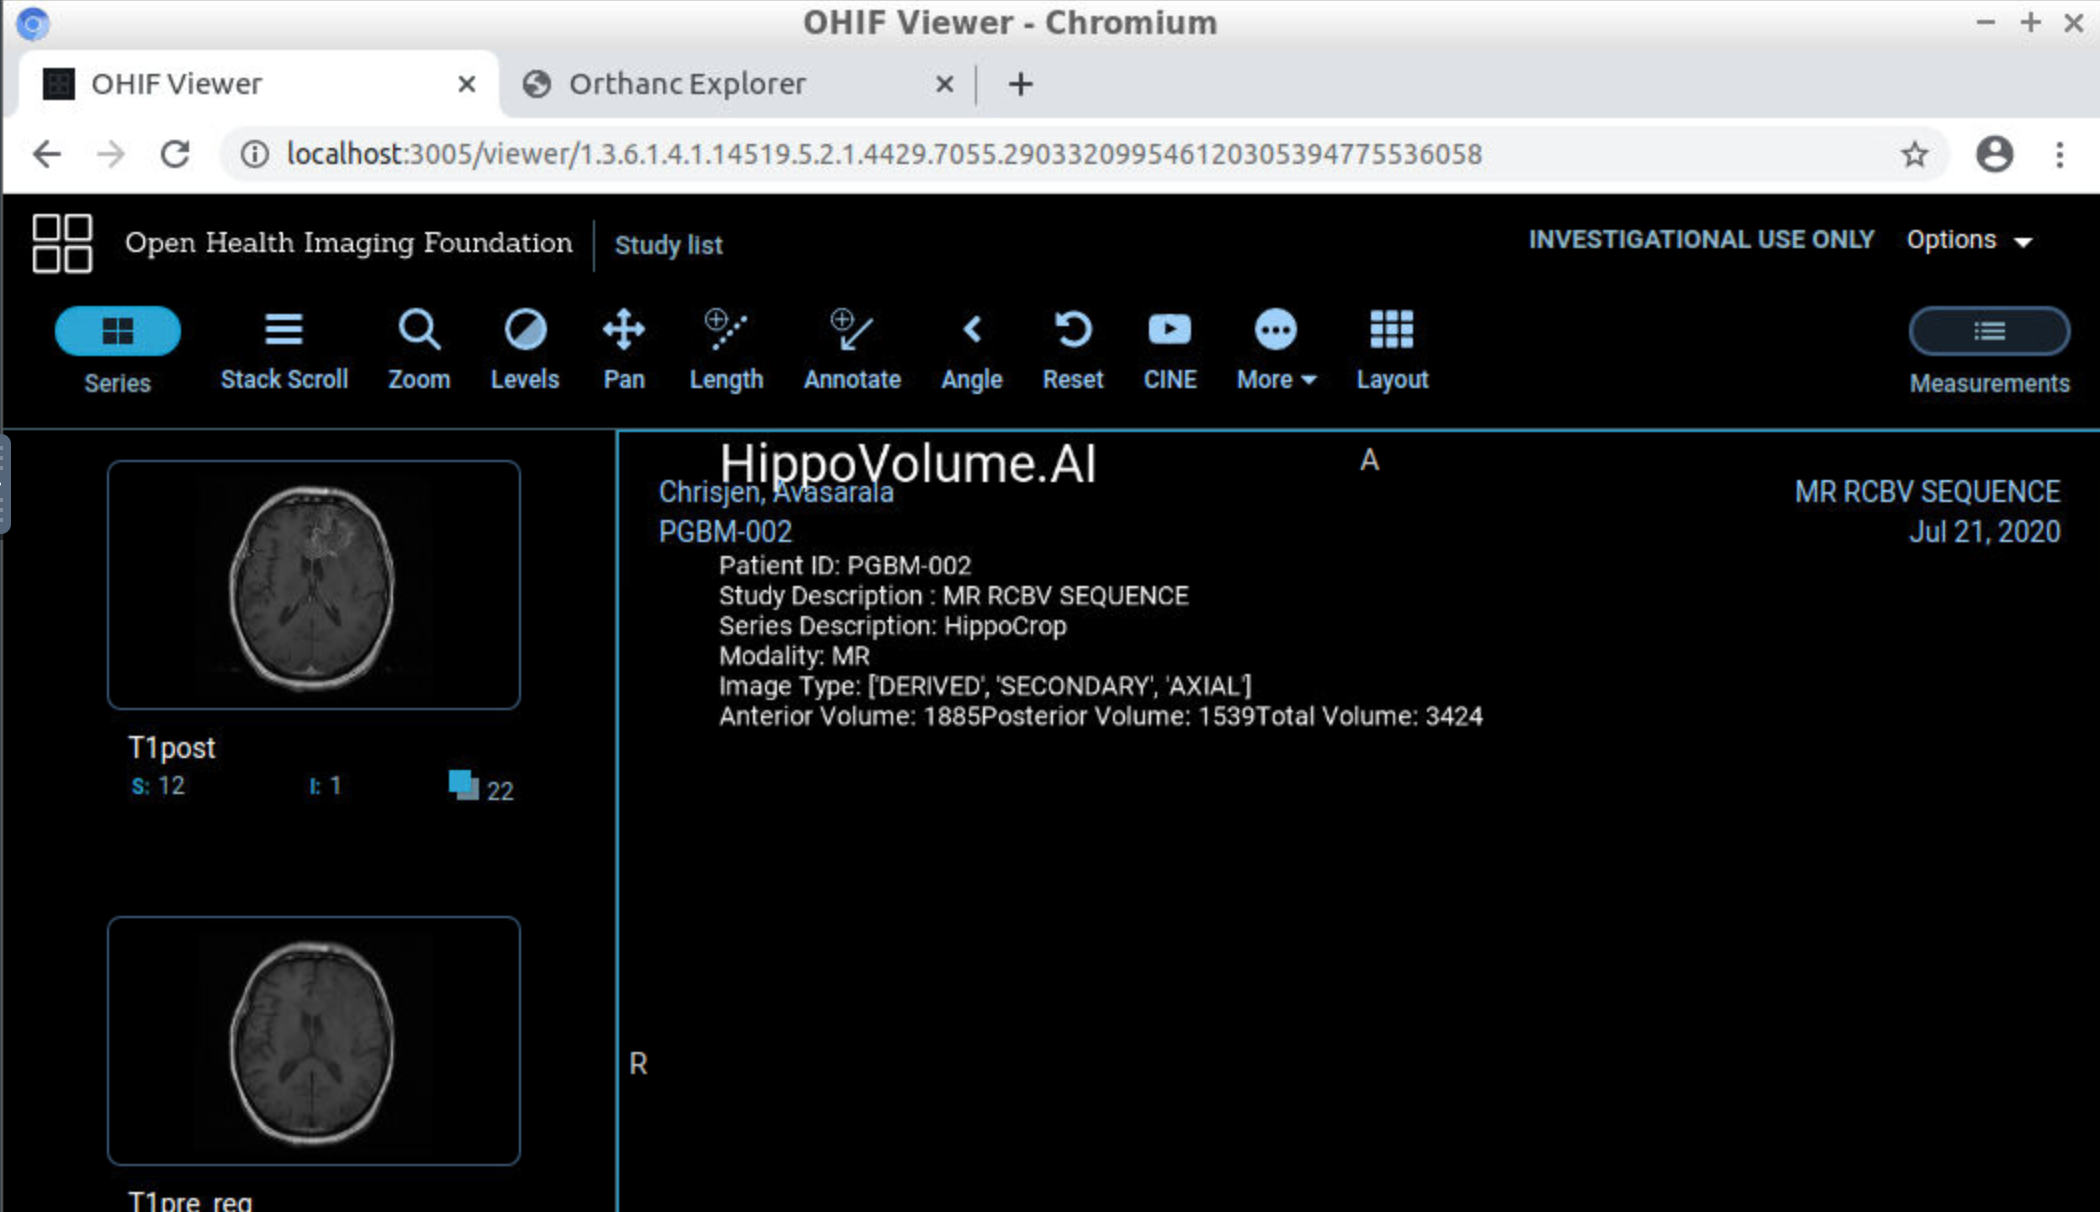 OHIF Viewer - Chromium
OHIF Viewer
Orthanc Explorer
localhost:3005/viewer/1.3.6.1.4.1.14519.5.2.1.4429.7055.290332099546120305394775536058
Open Health Imaging Foundation
Study list
INVESTIGATIONAL USE ONLY
Options
Series
Stack Scroll
Zoom
Levels
Pan
Length
Annotate
Angle
Reset
CINE
More
Layout
Measurements
T1post
S: 12
I: 1
22
T1pre_reg
HippoVolume.AI
A
Chrisjen, Avasarala
PGBM-002
MR RCBV SEQUENCE
Jul 21, 2020
Patient ID: PGBM-002
Study Description : MR RCBV SEQUENCE
Series Description: HippoCrop
Modality: MR
Image Type: ['DERIVED', 'SECONDARY', 'AXIAL']
Anterior Volume: 1885Posterior Volume: 1539Total Volume: 3424
R